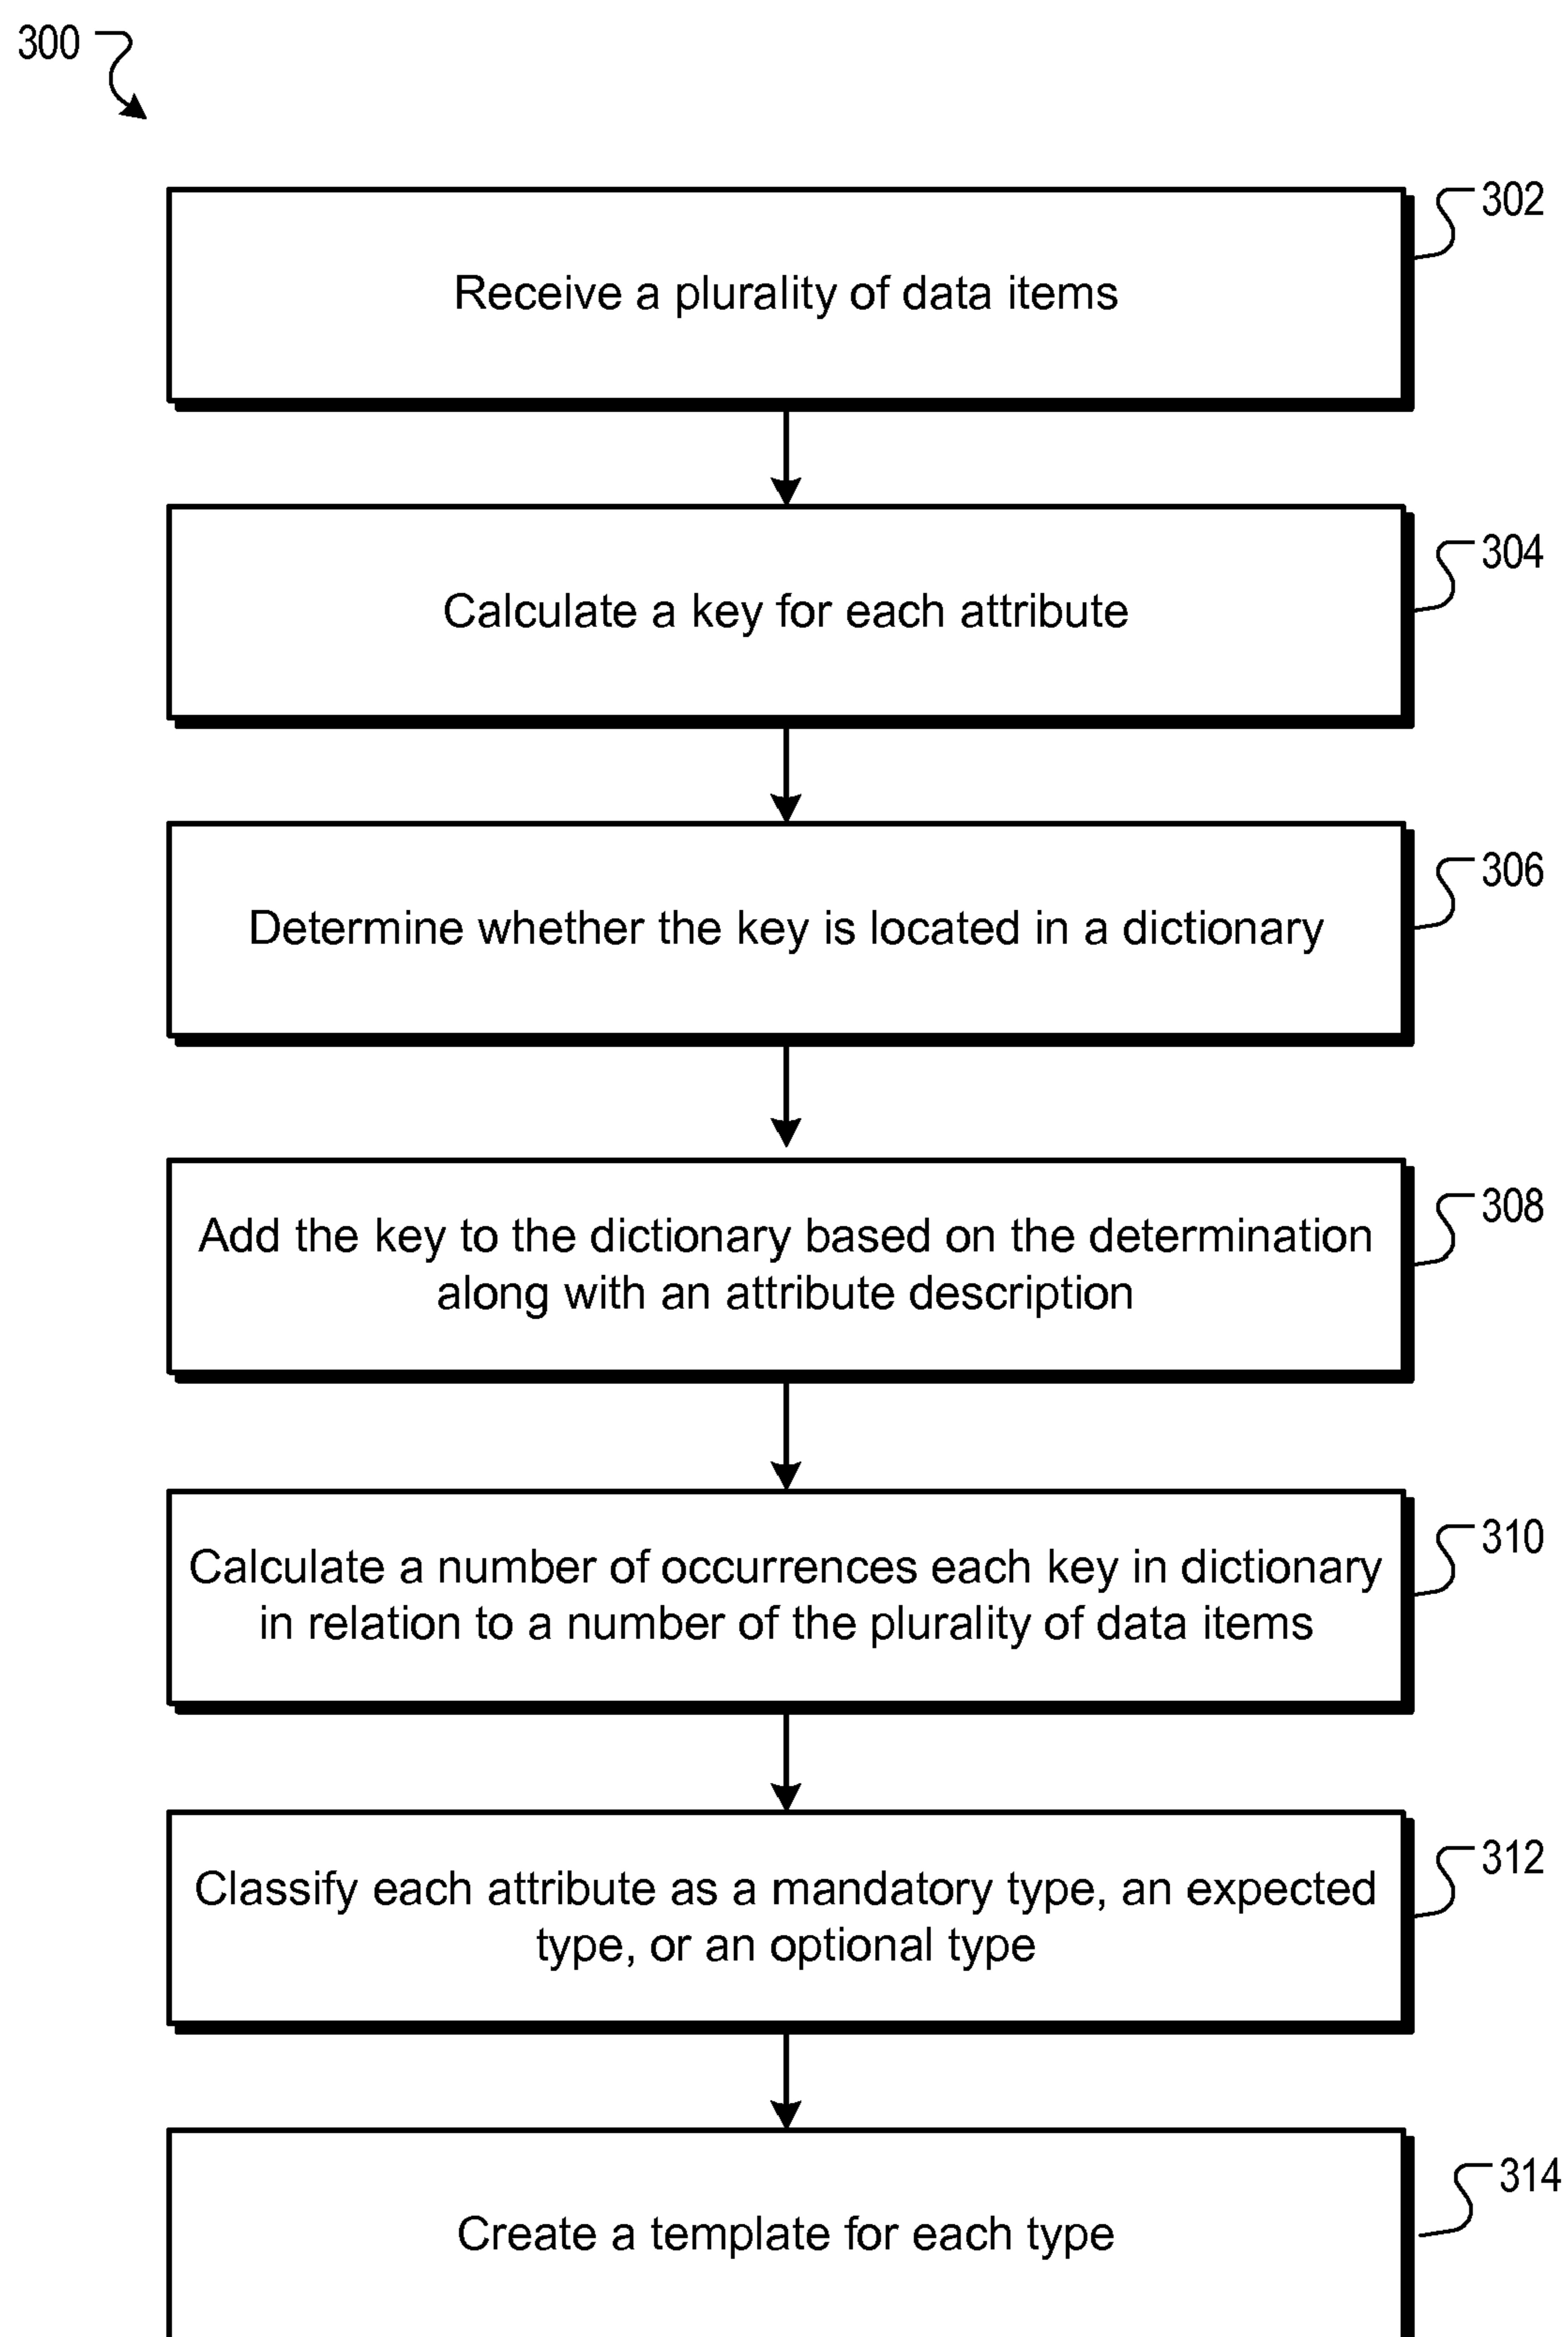 300
302
Receive a plurality of data items
304
Calculate a key for each attribute
306
Determine whether the key is located in a dictionary
308
Add the key to the dictionary based on the determination
along with an attribute description
310
Calculate a number of occurrences each key in dictionary
in relation to a number of the plurality of data items
312
Classify each attribute as a mandatory type, an expected
type, or an optional type
314
Create a template for each type